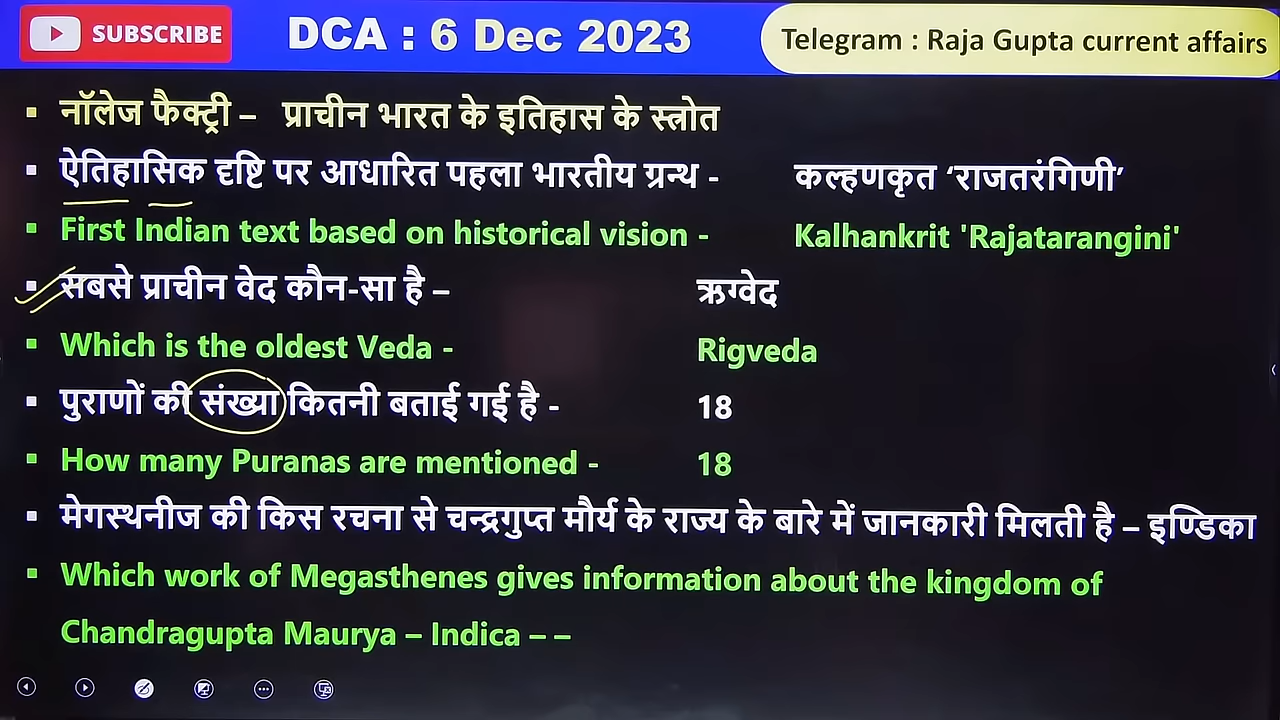 SUBSCRIBE
DCA : 6 Dec 2023
Telegram : Raja Gupta current affairs
नॉलेज फैक्ट्री – प्राचीन भारत के इतिहास के स्त्रोत
ऐतिहासिक दृष्टि पर आधारित पहला भारतीय ग्रन्थ - कल्हणकृत ‘राजतरंगिणी’
First Indian text based on historical vision - Kalhankrit 'Rajatarangini'
सबसे प्राचीन वेद कौन-सा है – ऋग्वेद
Which is the oldest Veda - Rigveda
पुराणों की संख्या कितनी बताई गई है - 18
How many Puranas are mentioned - 18
मेगस्थनीज की किस रचना से चन्द्रगुप्त मौर्य के राज्य के बारे में जानकारी मिलती है – इण्डिका
Which work of Megasthenes gives information about the kingdom of
Chandragupta Maurya – Indica – –